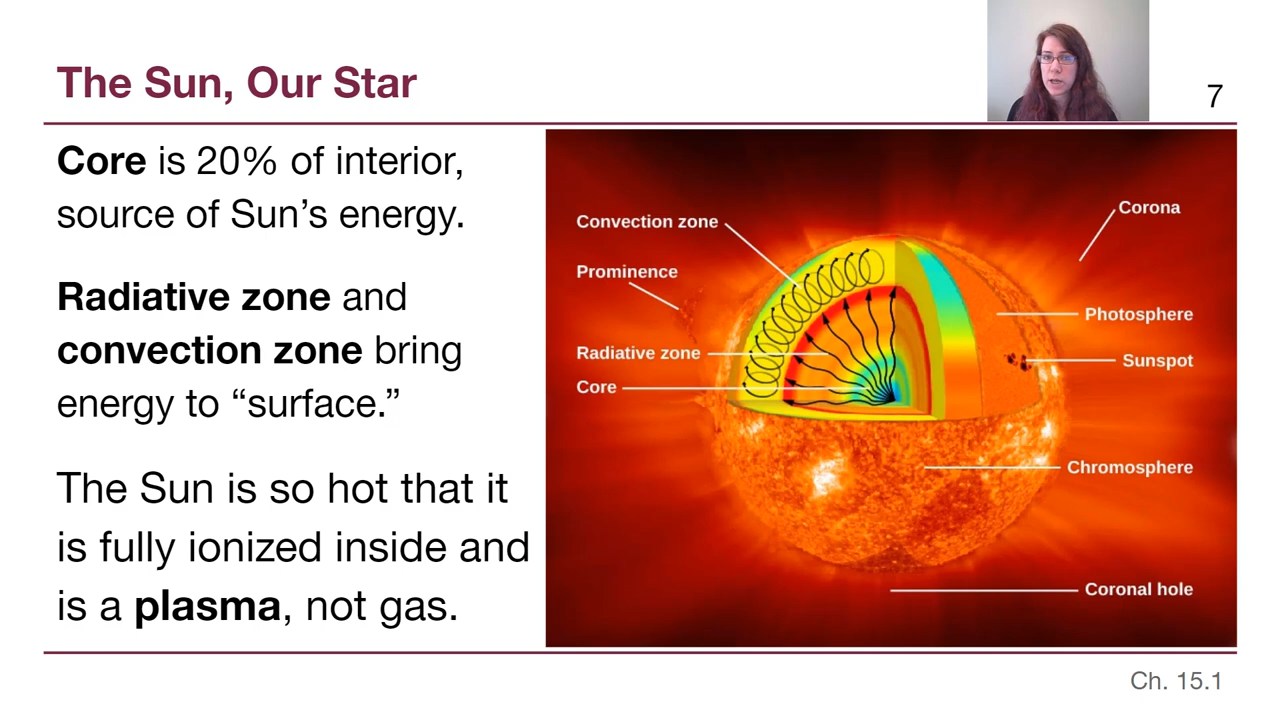 The Sun, Our Star
7
Core is 20% of interior,
source of Sun’s energy.
Radiative zone and
convection zone bring
energy to “surface.”
The Sun is so hot that it
is fully ionized inside and
is a plasma, not gas.
Convection zone
Prominence
Radiative zone
Core
Corona
Photosphere
Sunspot
Chromosphere
Coronal hole
Ch. 15.1